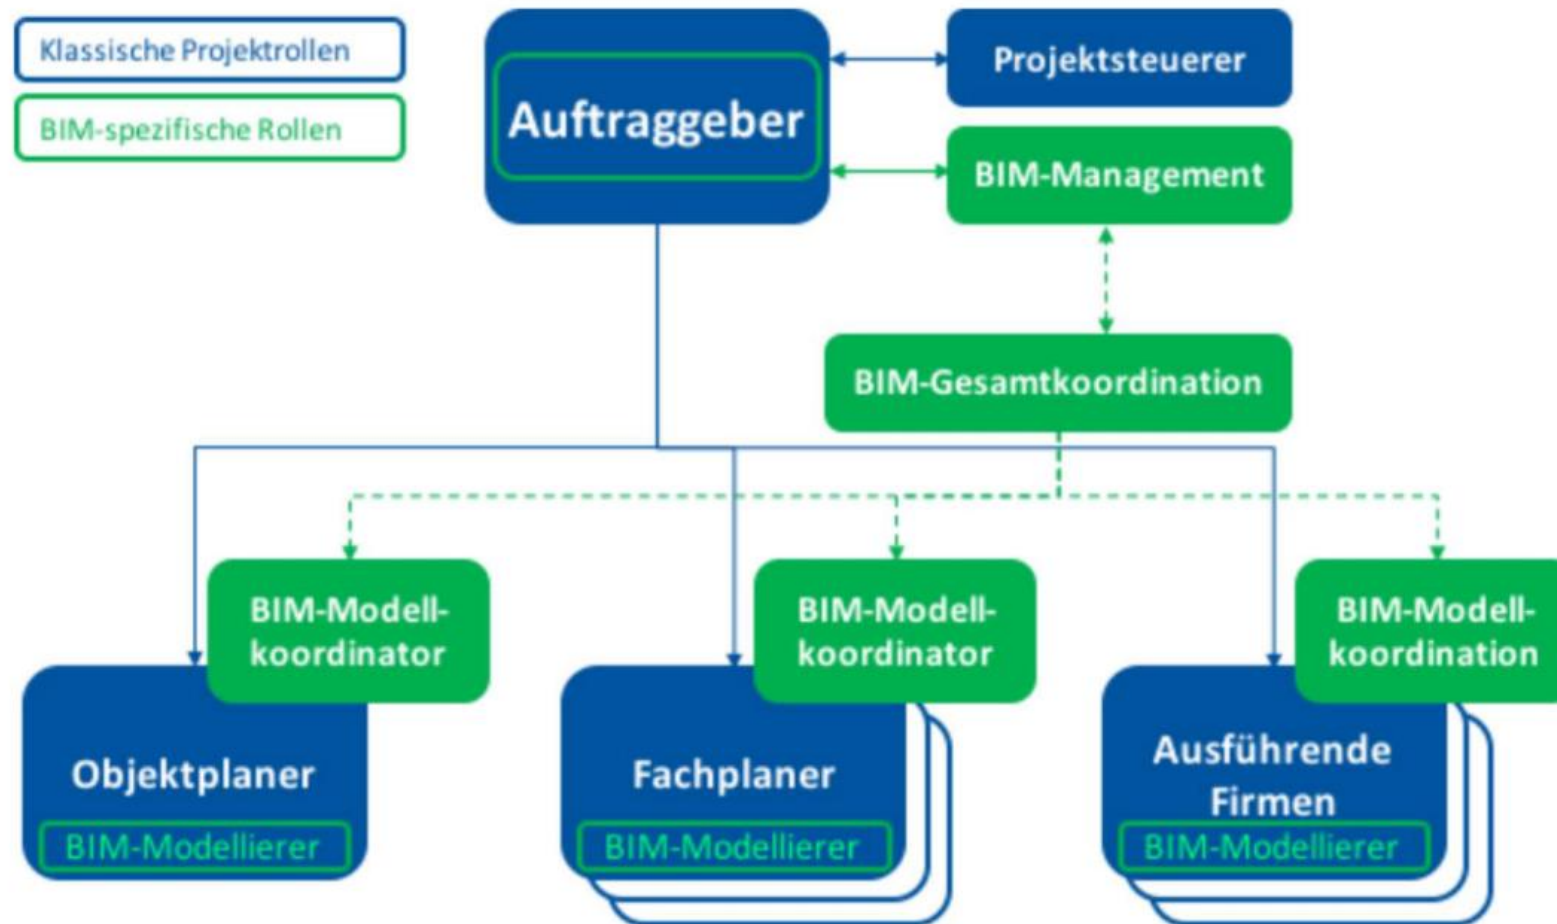 Klassische Projektrollen
BIM-spezifische Rollen
Auftraggeber
Projektsteuerer
BIM-Management
BIM-Gesamtkoordination
BIM-Modell-
koordinator
BIM-Modell-
koordinator
BIM-Modell-
koordination
Objektplaner
BIM-Modellierer
Fachplaner
BIM-Modellierer
Ausführende
Firmen
BIM-Modellierer